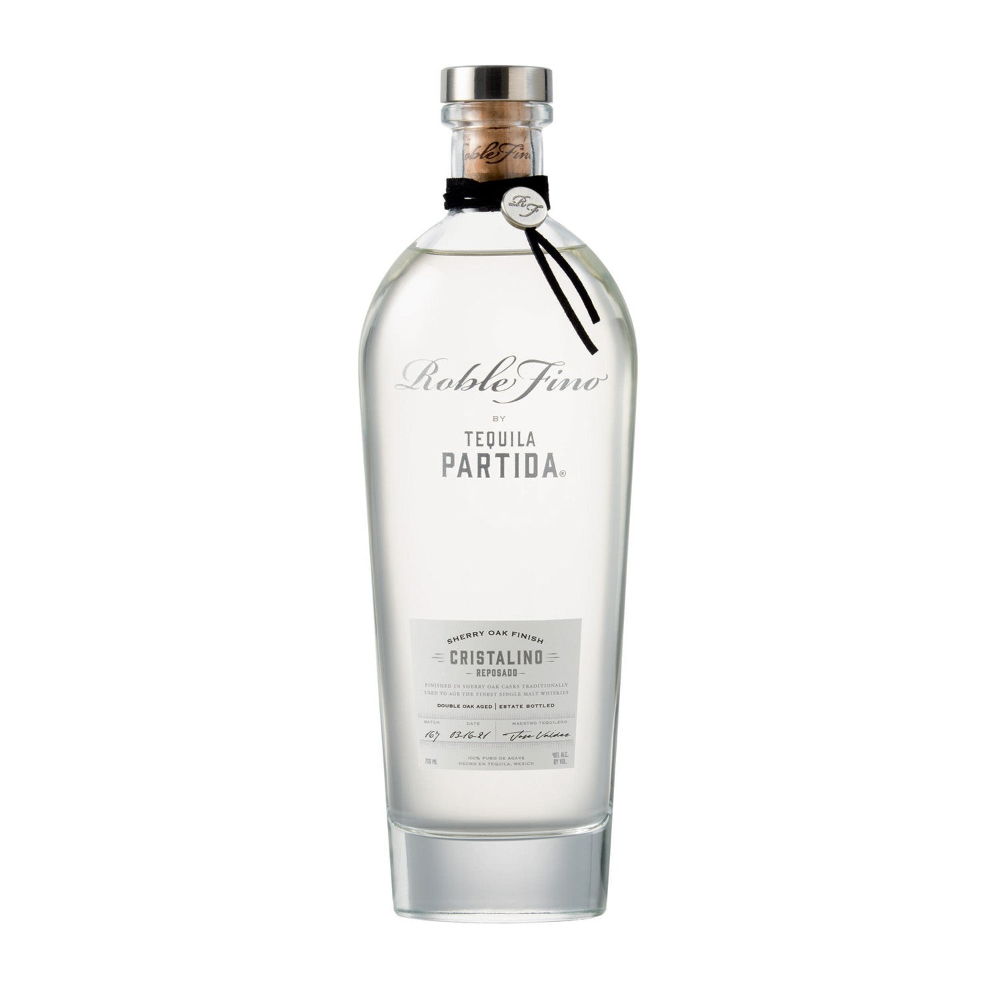 oble Fin
RF
Roble Fino
BY
TEQUILA
PARTIDA®
SHERRY OAK FINISH
CRISTALINO
REPOSADO
FINISHED IN SHERRY OAK CASKS TRADITIONALLY
USED TO AGE THE FINEST SINGLE MALT WHISKIES
DOUBLE OAK AGED | ESTATE BOTTLED
BATCH DATE MAESTRO TEQUILERO
167 03-16-21 Jose Valdez
750 ML 100% PURO DE AGAVE 40% ALC.
HECHO EN TEQUILA, MEXICO BY VOL.